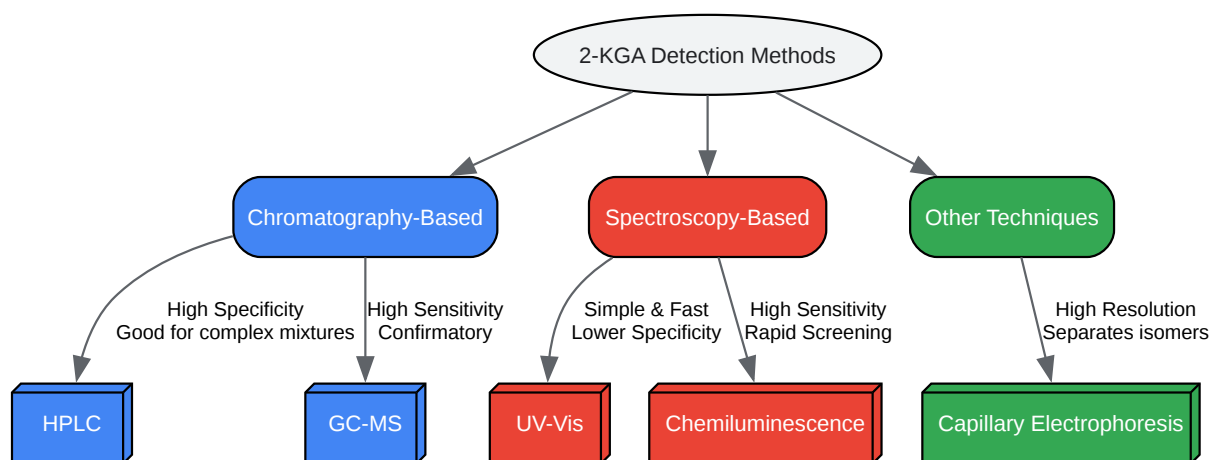 2-KGA Detection Methods
Chromatography-Based
Spectroscopy-Based
Other Techniques
High Specificity
Good for complex mixtures
High Sensitivity
Confirmatory
Simple & Fast
Lower Specificity
High Sensitivity
Rapid Screening
High Resolution
Separates isomers
HPLC
GC-MS
UV-Vis
Chemiluminescence
Capillary Electrophoresis